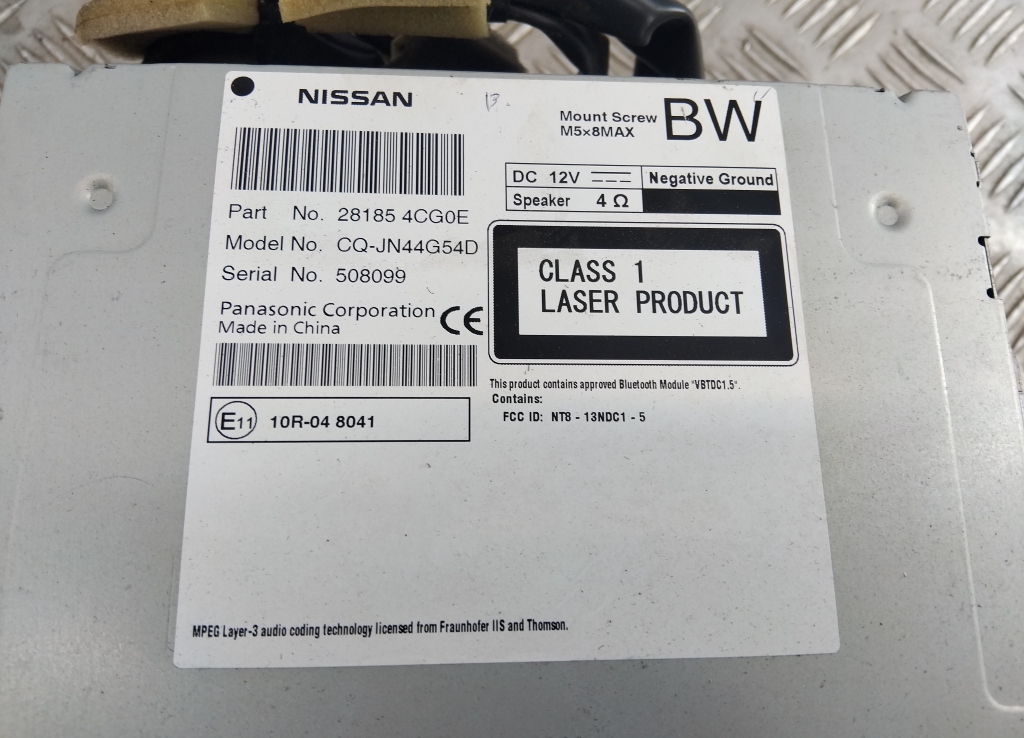 NISSAN
Mount Screw BW
M5×8MAX
DC 12V Negative Ground
Speaker 4 Ω
Part No. 28185 4CG0E
Model No. CQ-JN44G54D
Serial No. 508099
Panasonic Corporation CE
Made in China
CLASS 1
LASER PRODUCT
This product contains approved Bluetooth Module "VBTDC1.5".
Contains:
FCC ID: NT8 - 13NDC1 - 5
E11 10R-04 8041
MPEG Layer-3 audio coding technology licensed from Fraunhofer IIS and Thomson.